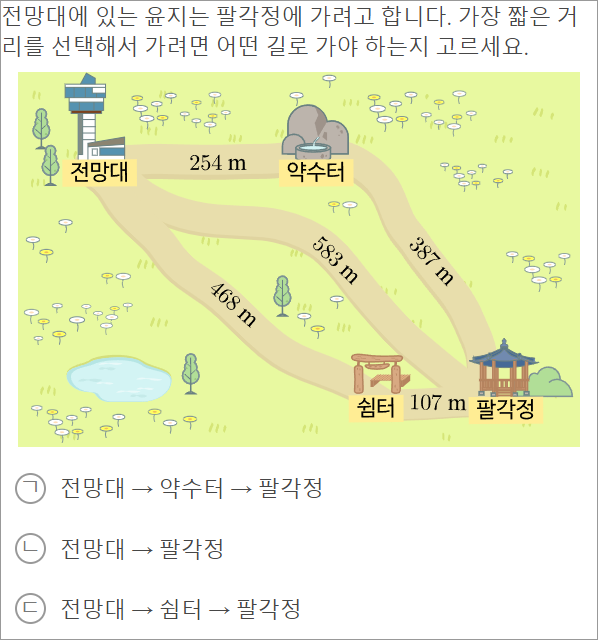 전망대에 있는 윤지는 팔각정에 가려고 합니다. 가장 짧은 거
리를 선택해서 가려면 어떤 길로 가야 하는지 고르세요.
전망대
254 m
약수터
583 m
387 m
468 m
쉼터
107 m
팔각정
㉠ 전망대 → 약수터 → 팔각정
㉡ 전망대 → 팔각정
㉢ 전망대 → 쉼터 → 팔각정